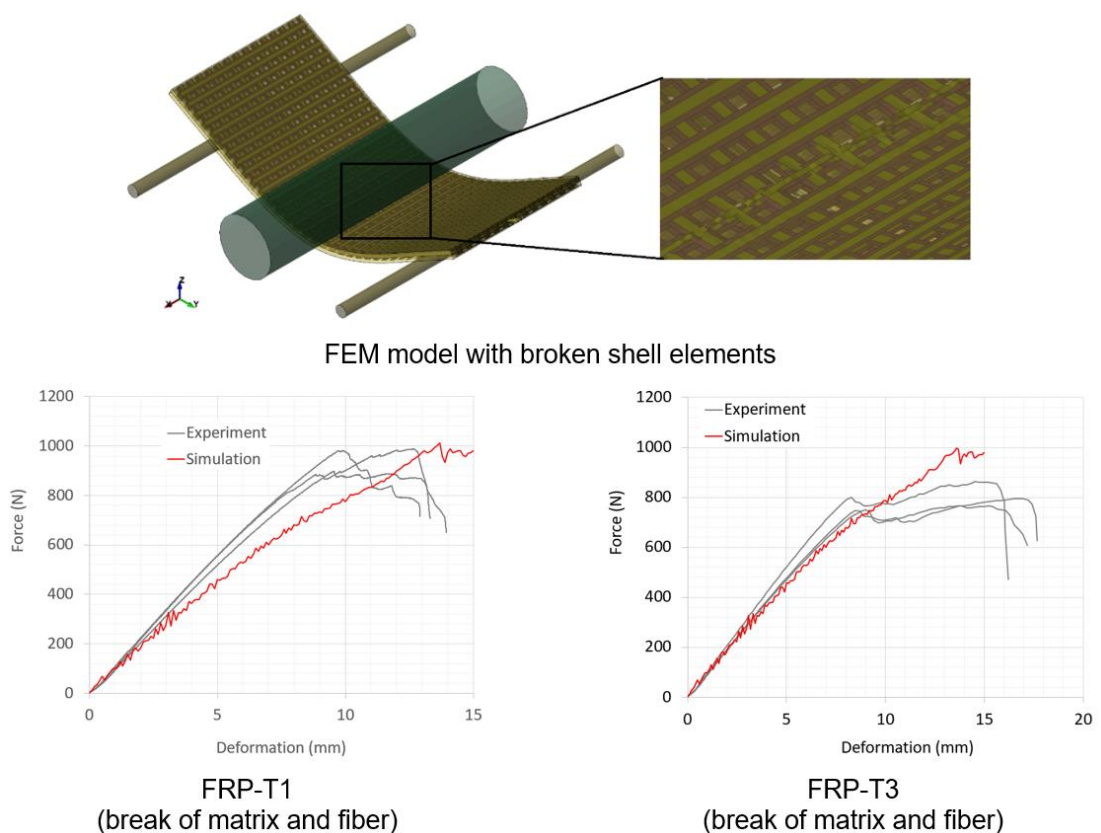 Z
X
Y
FEM model with broken shell elements
1200
1000
800
600
400
200
0
Force (N)
Experiment
Simulation
0
5
10
15
Deformation (mm)
FRP-T1
(break of matrix and fiber)
1200
1000
800
600
400
200
0
Force (N)
Experiment
Simulation
0
5
10
15
20
Deformation (mm)
FRP-T3
(break of matrix and fiber)